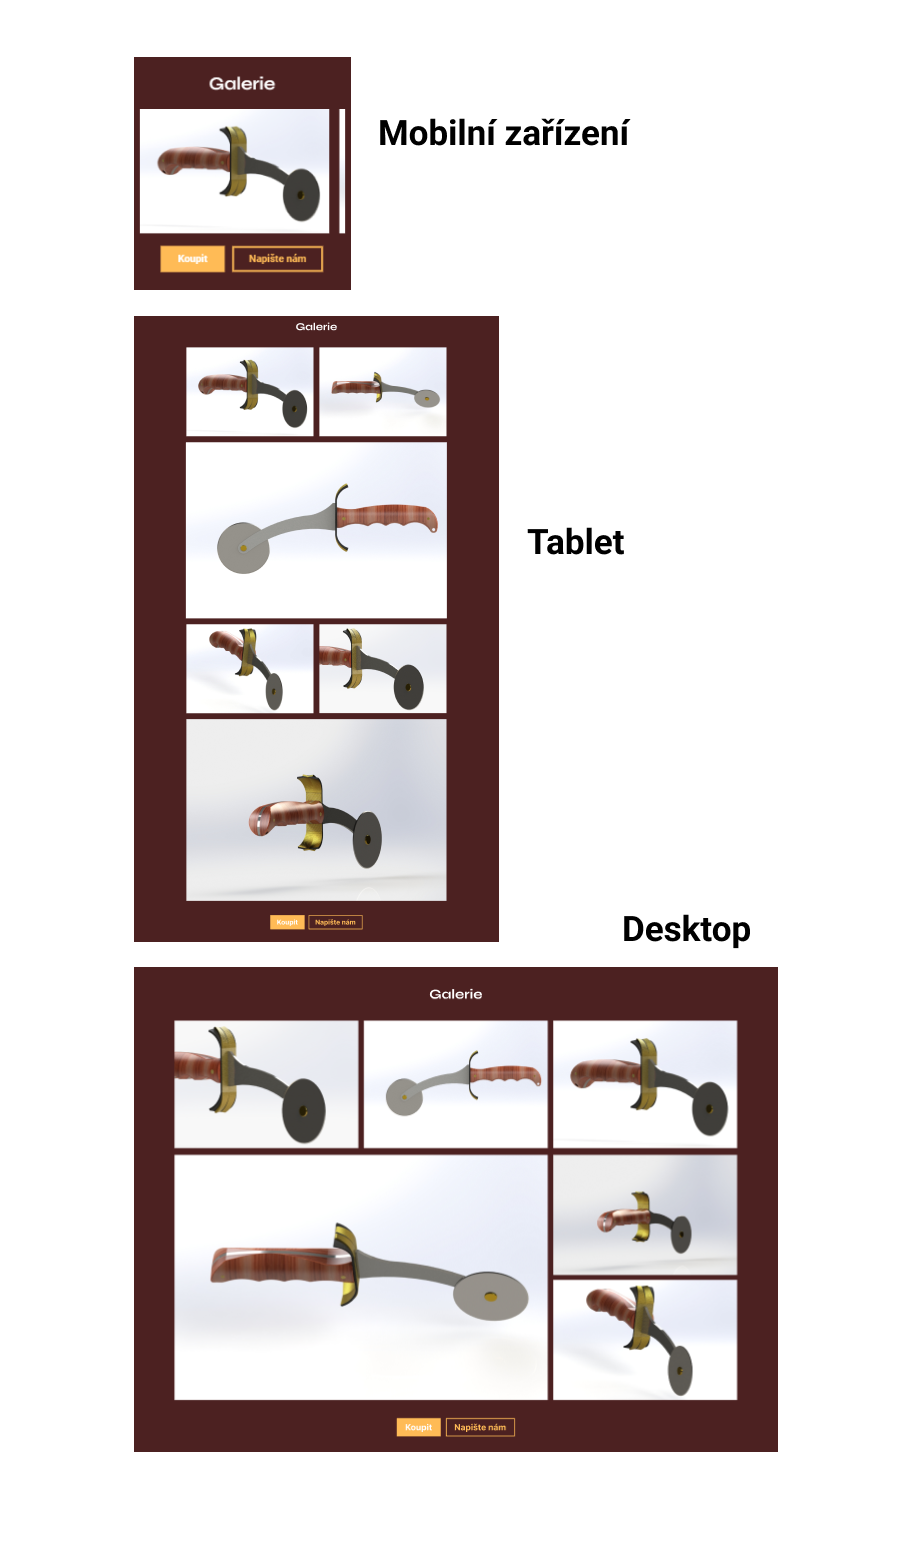 Galerie
Mobilní zařízení
Koupit
Napište nám
Galerie
Tablet
Koupit
Napište nám
Desktop
Galerie
Koupit
Napište nám